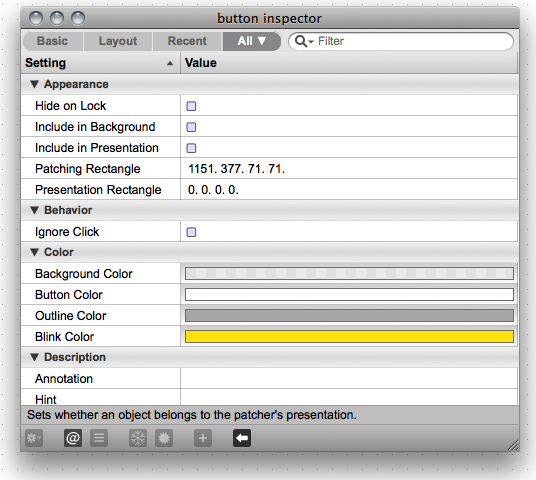 button inspector
Basic Layout Recent All ▼ Filter
Setting Value
▼ Appearance
Hide on Lock
Include in Background
Include in Presentation
Patching Rectangle 1151. 377. 71. 71.
Presentation Rectangle 0. 0. 0. 0.
▼ Behavior
Ignore Click
▼ Color
Background Color
Button Color
Outline Color
Blink Color
▼ Description
Annotation
Hint
Sets whether an object belongs to the patcher's presentation.
@